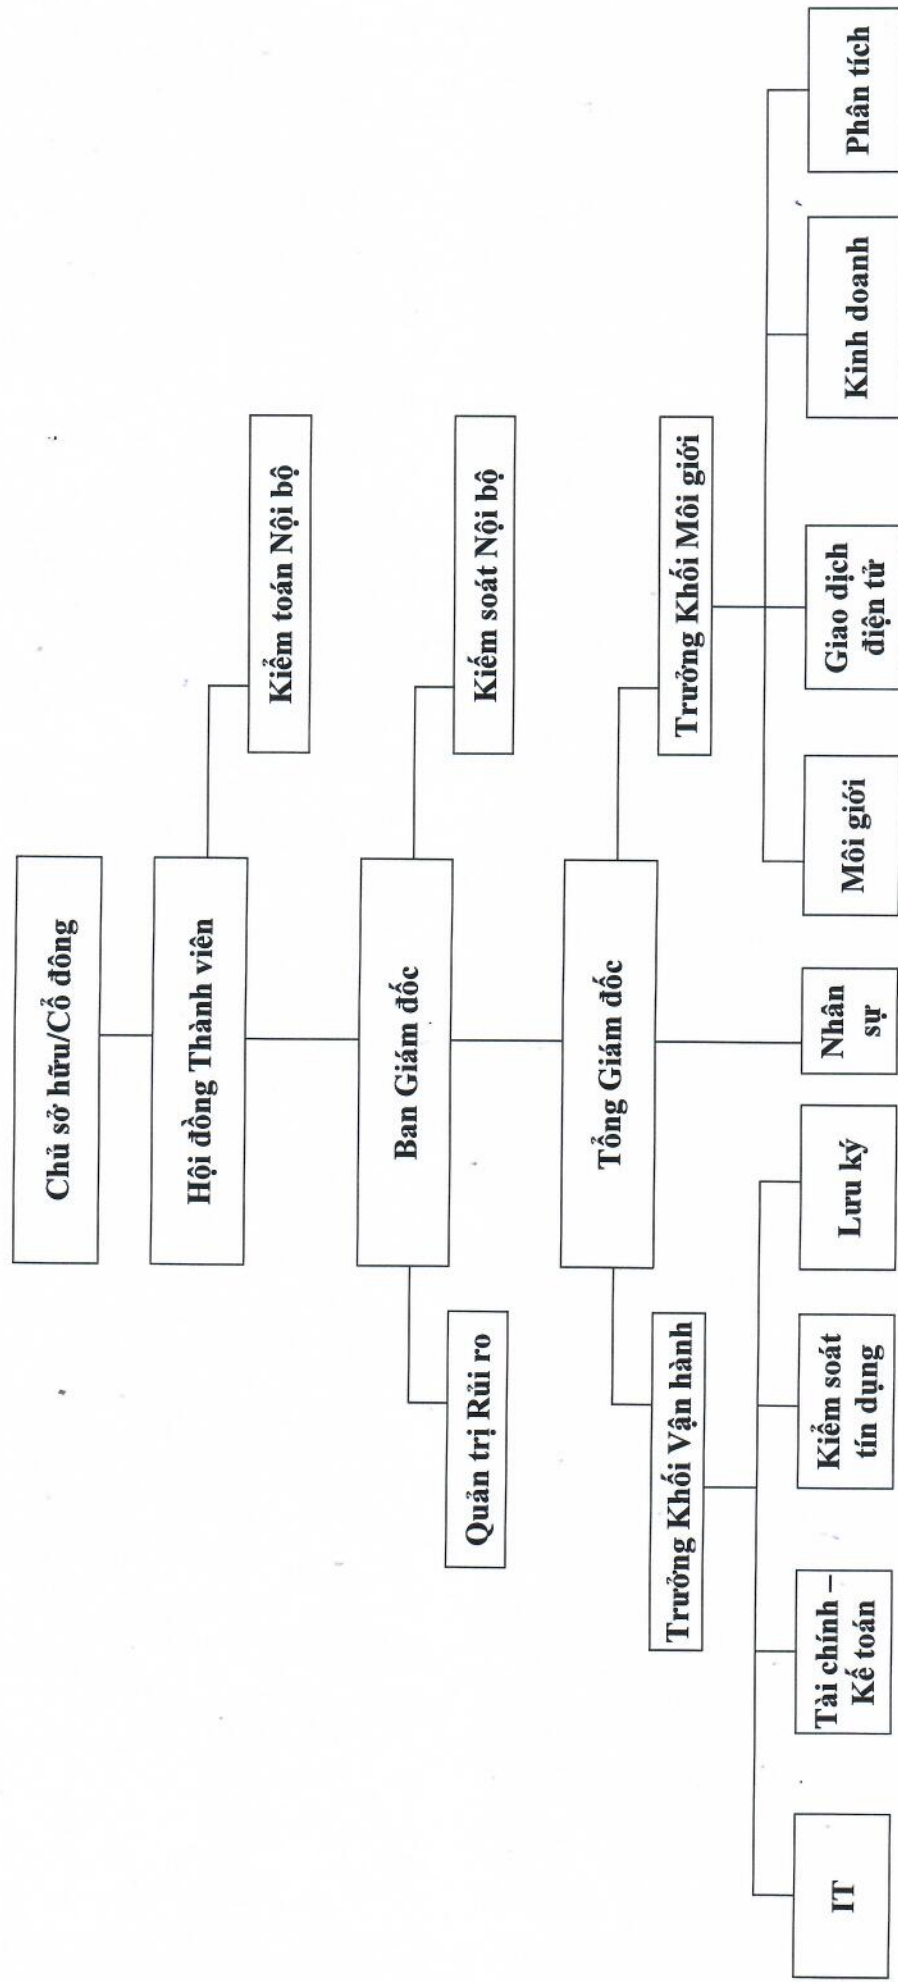 Chủ sở hữu/Cổ đông
Hội đồng Thành viên
Kiểm toán Nội bộ
Ban Giám đốc
Quản trị Rủi ro
Kiếm soát Nội bộ
Tổng Giám đốc
Trưởng Khối Vận hành
Trưởng Khối Môi giới
IT
Tài chính –
Kế toán
Kiểm soát
tín dụng
Lưu ký
Nhân
sự
Môi giới
Giao dịch
điện tử
Kinh doanh
Phân tích